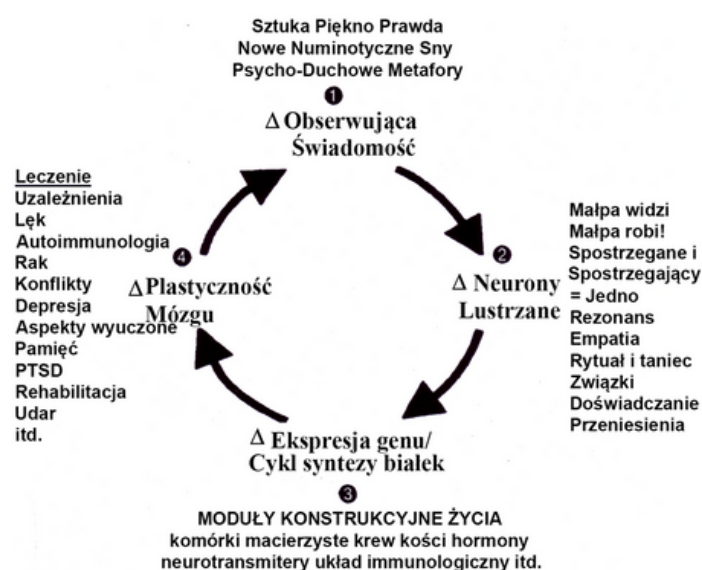 Sztuka Piękno Prawda
Nowe Numinotyczne Sny
Psycho-Duchowe Metafory
1
Δ Obserwująca
Świadomość
Małpa widzi
Małpa robi!
Spostrzegane i
Spostrzegający
= Jedno
Rezonans
Empatia
Rytuał i taniec
Związki
Doświadczanie
Przeniesienia
2
Δ Neurony
Lustrzane
Δ Ekspresja genu/
Cykl syntezy białek
3
MODUŁY KONSTRUKCYJNE ŻYCIA
komórki macierzyste krew kości hormony
neurotransmitery układ immunologiczny itd.
4
Δ Plastyczność
Mózgu
Leczenie
Uzależnienia
Lęk
Autoimmunologia
Rak
Konflikty
Depresja
Aspekty wyuczone
Pamięć
PTSD
Rehabilitacja
Udar
itd.